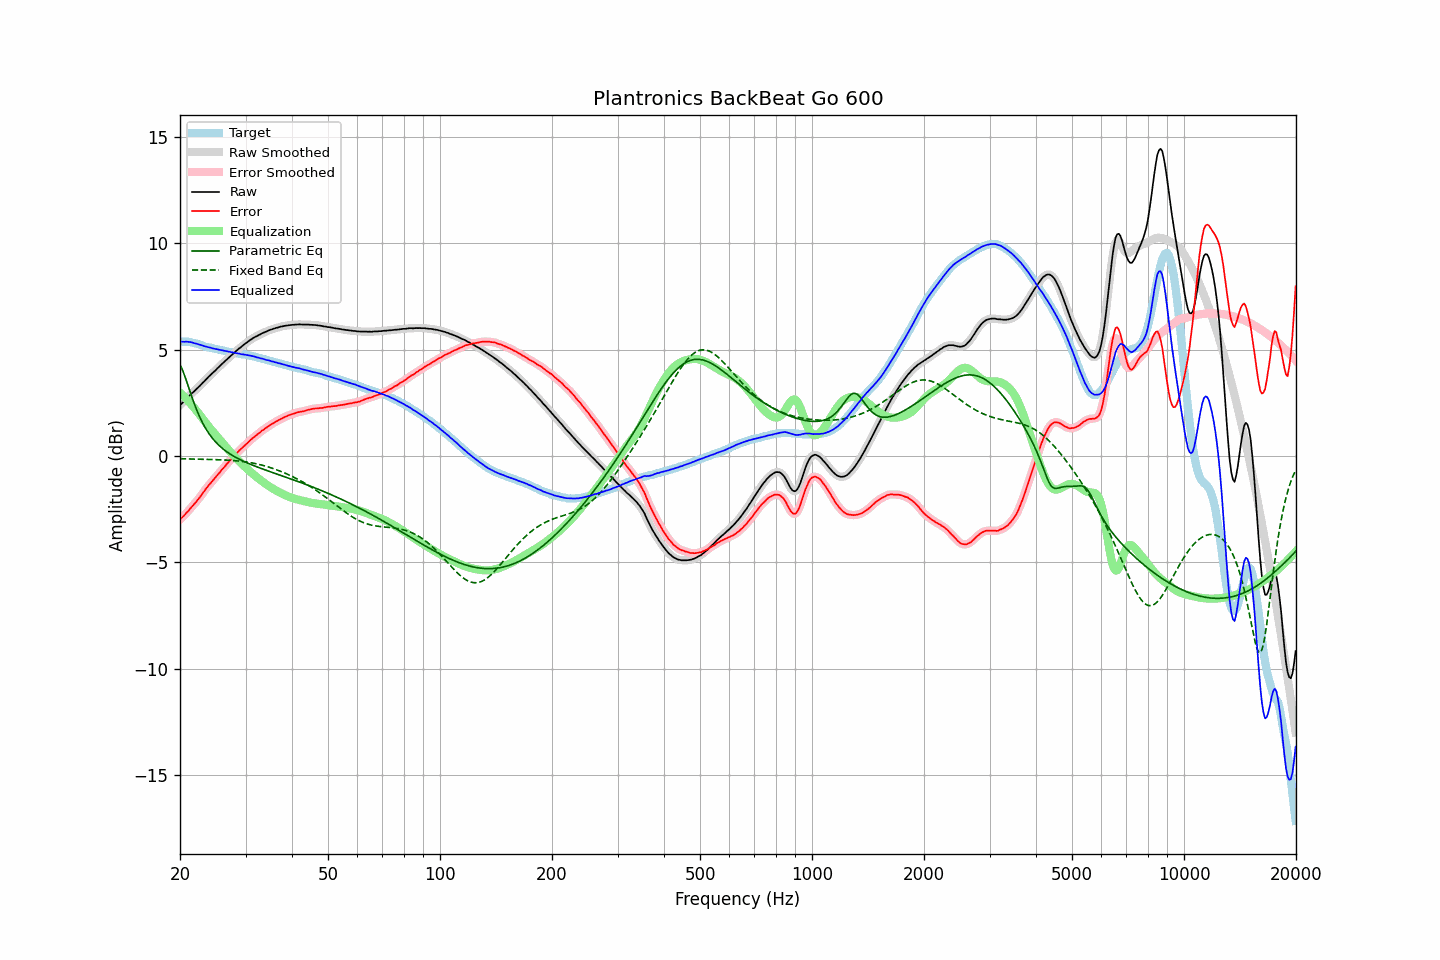 Plantronics BackBeat Go 600
Target
Raw Smoothed
Error Smoothed
Raw
Error
Equalization
Parametric Eq
Fixed Band Eq
Equalized
Amplitude (dBr)
15
10
5
0
−5
−10
−15
20
50
100
200
500
1000
2000
5000
10000
20000
Frequency (Hz)